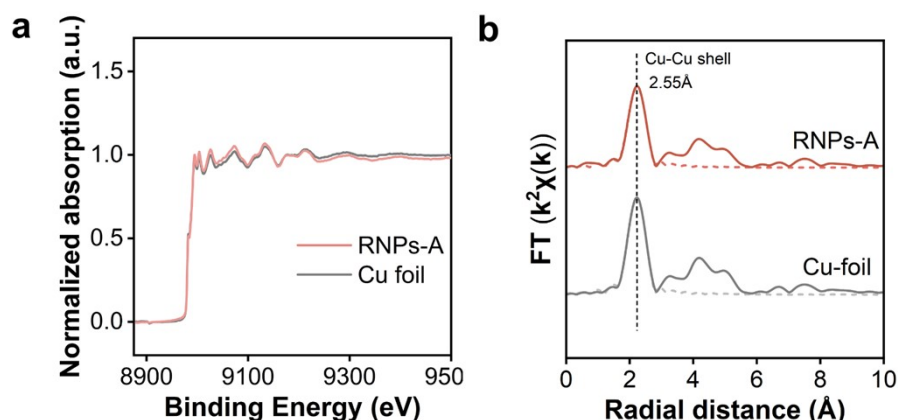 a
Normalized absorption (a.u.)
1.5
1.0
0.5
0.0
RNPs-A
Cu foil
8900 9100 9300 950
Binding Energy (eV)
b
FT (k²χ(k))
Cu-Cu shell
2.55Å
RNPs-A
Cu-foil
0 2 4 6 8 10
Radial distance (Å)